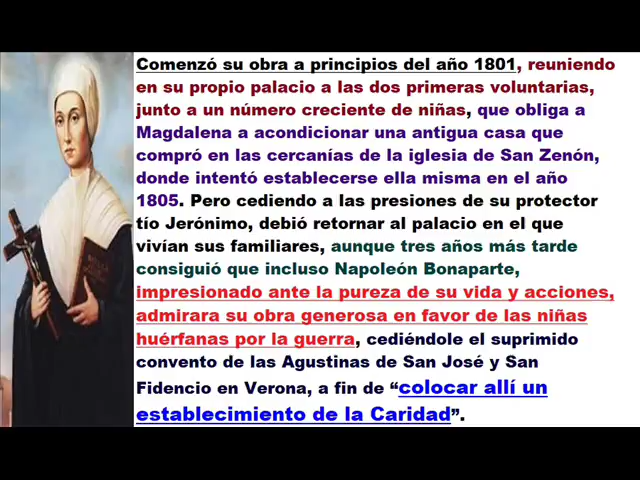 Comenzó su obra a principios del año 1801, reuniendo
en su propio palacio a las dos primeras voluntarias,
junto a un número creciente de niñas, que obliga a
Magdalena a acondicionar una antigua casa que
compró en las cercanías de la iglesia de San Zenón,
donde intentó establecerse ella misma en el año
1805. Pero cediendo a las presiones de su protector
tío Jerónimo, debió retornar al palacio en el que
vivían sus familiares, aunque tres años más tarde
consiguió que incluso Napoleón Bonaparte,
impresionado ante la pureza de su vida y acciones,
admirara su obra generosa en favor de las niñas
huérfanas por la guerra, cediéndole el suprimido
convento de las Agustinas de San José y San
Fidencio en Verona, a fin de “colocar allí un
establecimiento de la Caridad”.